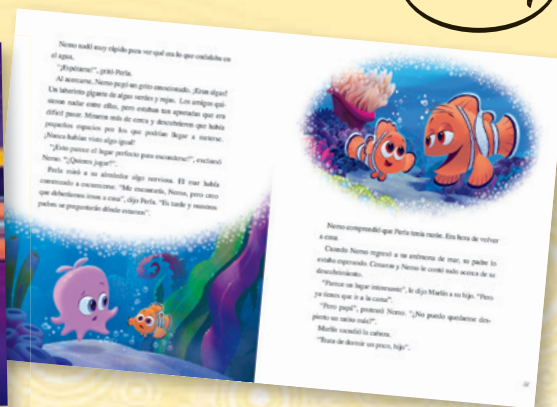 Nemo nadó muy rápido para ver qué era lo que ondulaba en
el agua.
"¡Espérame!", gritó Perla.
Al acercarse, Nemo pegó un grito emocionado. ¡Eran algas!
Un laberinto gigante de algas verdes y rojas. Los amigos qui-
sieron nadar entre ellas, pero estaban tan apretadas que era
difícil pasar. Miraron más de cerca y descubrieron que había
pequeños espacios por los que podrían llegar a meterse.
¡Nunca habían visto algo igual!
"¡Esto parece el lugar perfecto para esconderse!", exclamó
Nemo. "¿Quieres jugar?".
Perla miró a su alrededor algo nerviosa. El mar había
comenzado a oscurecerse. "Me encantaría, Nemo, pero creo
que deberíamos irnos a casa", dijo Perla. "Es tarde y nuestros
padres se preguntarán dónde estamos".
Nemo comprendió que Perla tenía razón. Era hora de volver
a casa.
Cuando Nemo regresó a su anémona de mar, su padre lo
estaba esperando. Contento y Nemo le contó todo acerca de su
descubrimiento.
"Parece un lugar interesante", le dijo Marlin a su hijo. "Pero
ya tienes que ir a la cama".
"Pero papá", protestó Nemo. "¿No puedo quedarme des-
pierto un ratito más?".
Marlin sacudió la cabeza.
"Trata de dormir un poco, hijo".